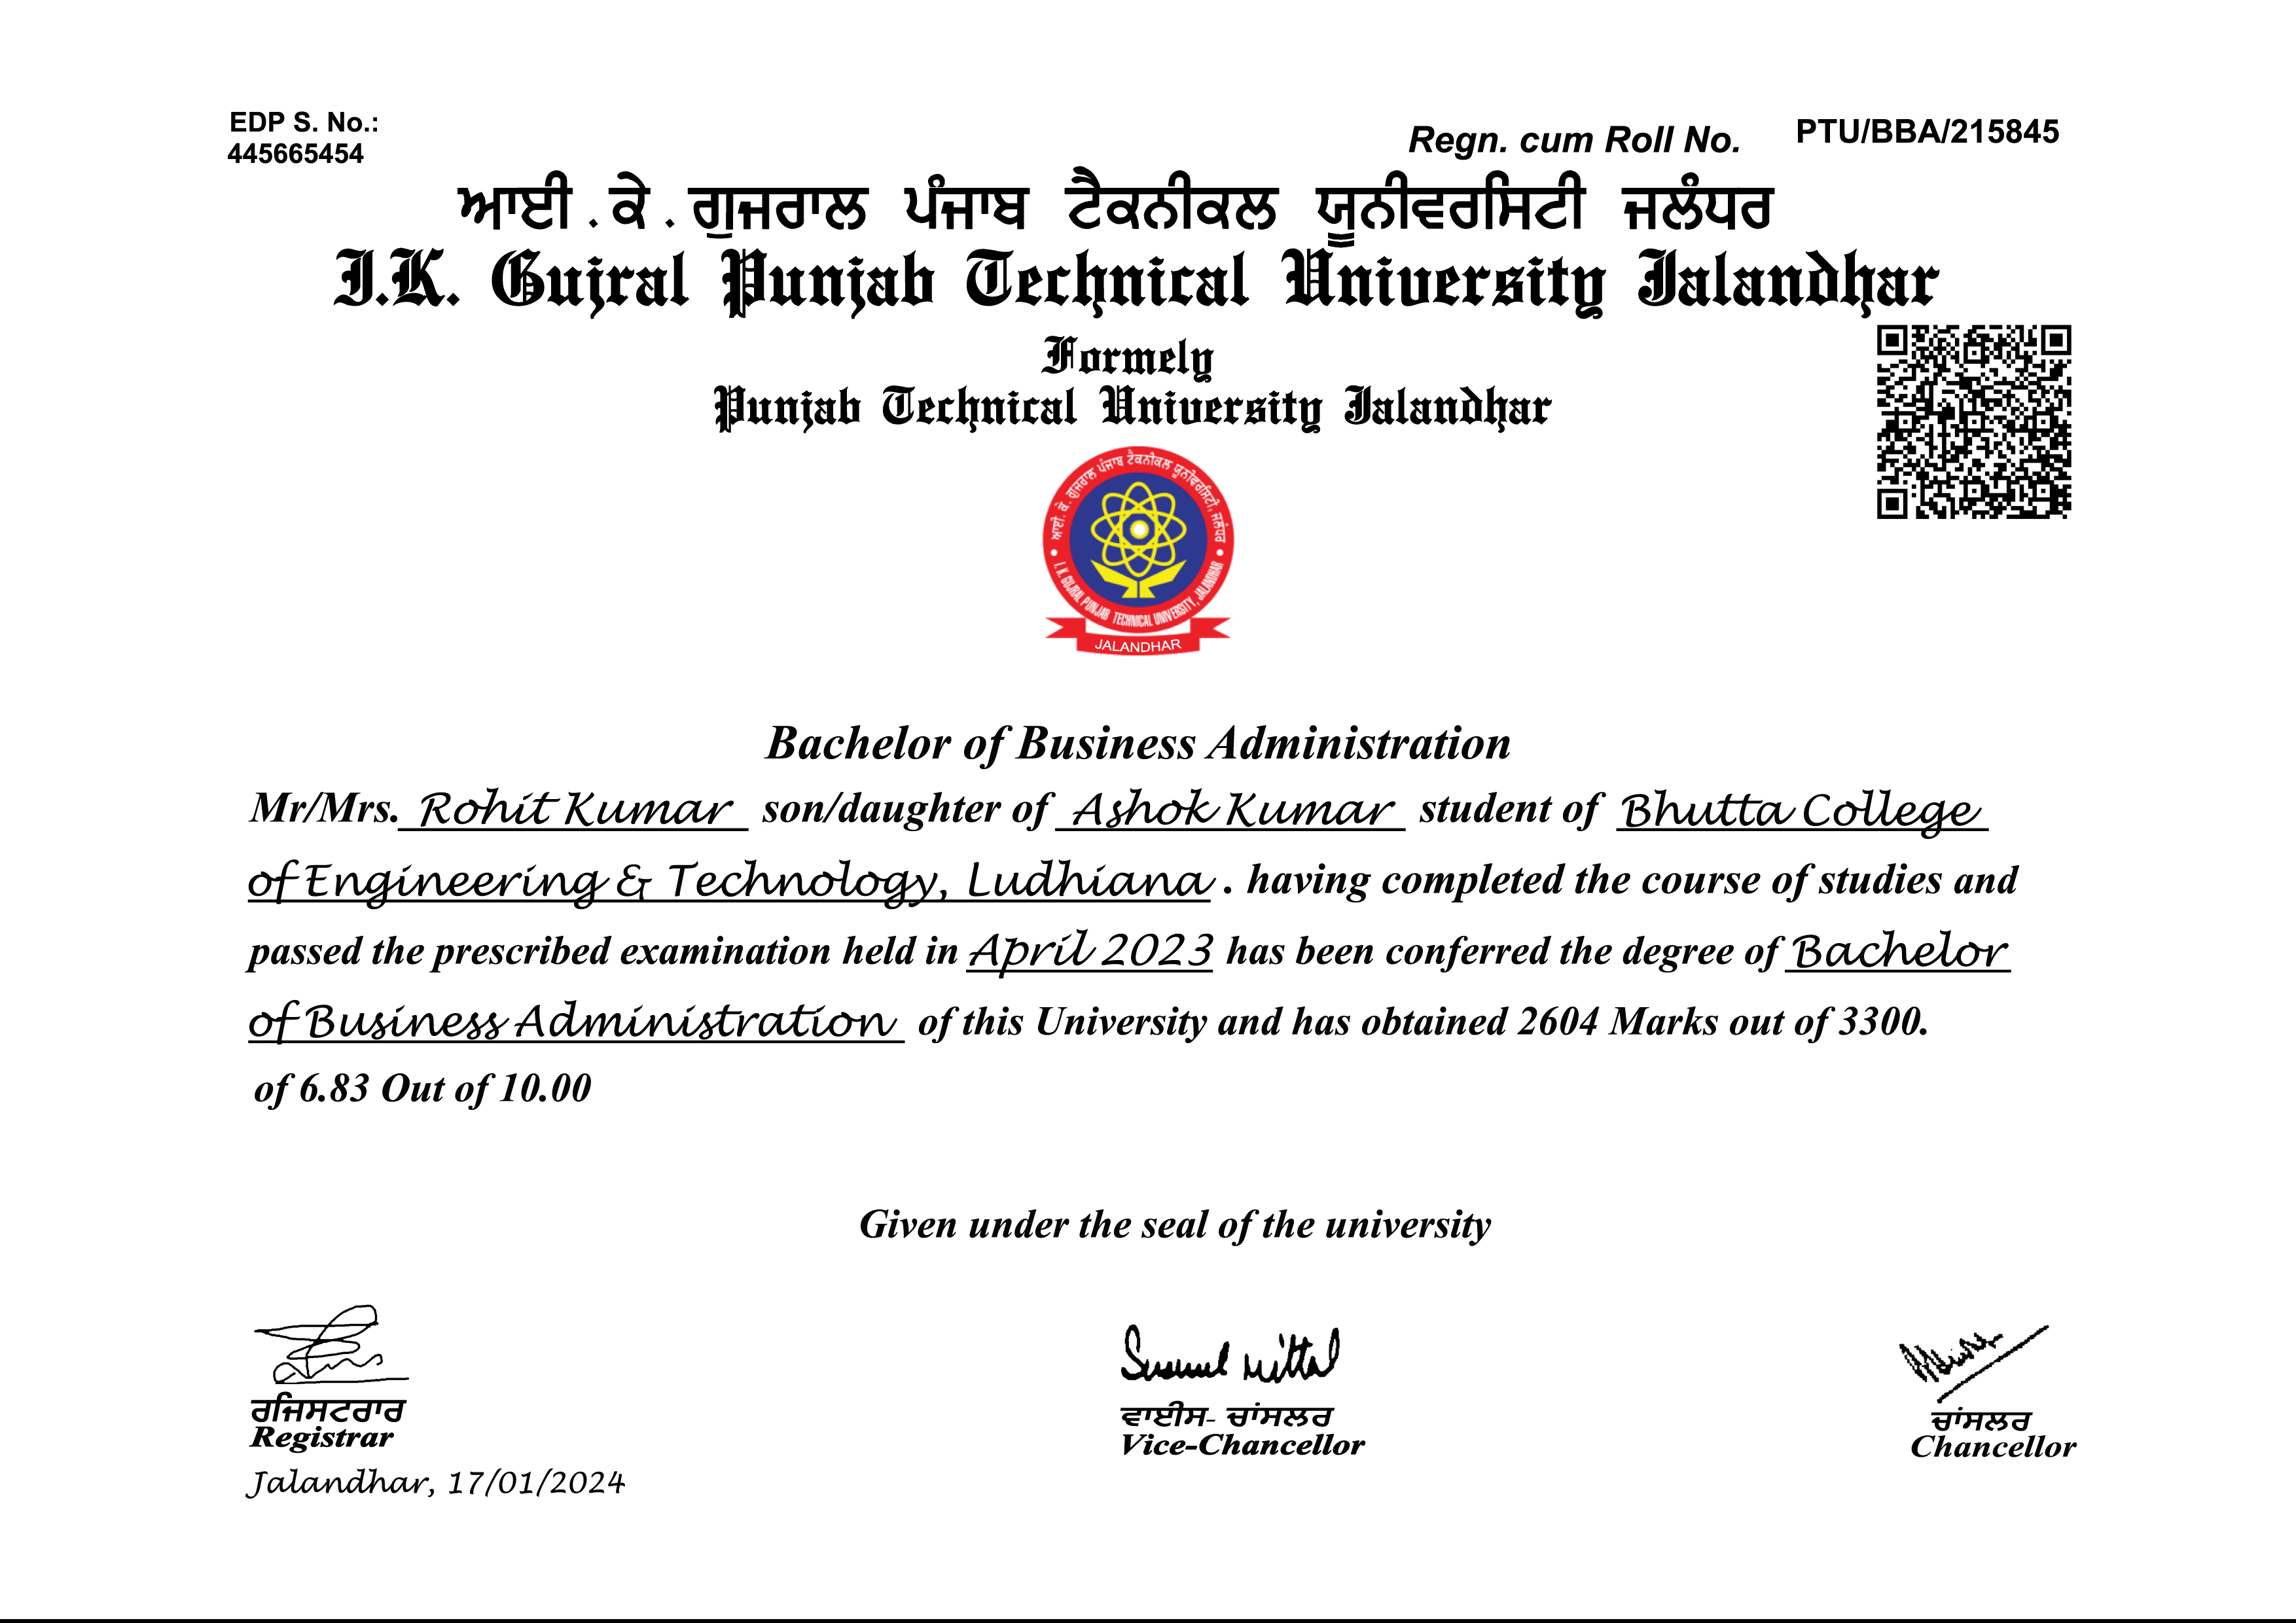 EDP S. No.:
445665454
Regn. cum Roll No. PTU/BBA/215845
ਆਈ . ਕੇ . ਗੁਜਰਾਲ ਪੰਜਾਬ ਟੈਕਨੀਕਲ ਯੂਨੀਵਰਸਿਟੀ ਜਲੰਧਰ
I.K. Gujral Punjab Technical University Jalandhar
Formely
Punjab Technical University Jalandhar
ਆਈ. ਕੇ. ਗੁਜਰਾਲ ਪੰਜਾਬ ਟੈਕਨੀਕਲ ਯੂਨੀਵਰਸਿਟੀ, ਜਲੰਧਰ
I. K. GUJRAL PUNJAB TECHNICAL UNIVERSITY, JALANDHAR
JALANDHAR
Bachelor of Business Administration
Mr/Mrs. Rohit Kumar son/daughter of Ashok Kumar student of Bhutta College
of Engineering & Technology, Ludhiana . having completed the course of studies and
passed the prescribed examination held in April 2023 has been conferred the degree of Bachelor
of Business Administration of this University and has obtained 2604 Marks out of 3300.
of 6.83 Out of 10.00
Given under the seal of the university
ਰਜਿਸਟਰਾਰ
Registrar
Jalandhar, 17/01/2024
ਵਾਈਸ- ਚਾਂਸਲਰ
Vice-Chancellor
ਚਾਂਸਲਰ
Chancellor